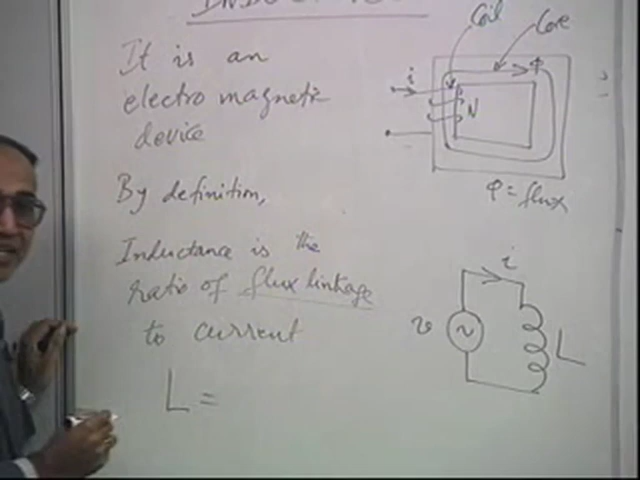 It is an
electro magnetic
device
By definition,
Inductance is the
ratio of flux linkage
to current
L =
Coil
Core
i
φ
N
φ = flux
i
v
~
L